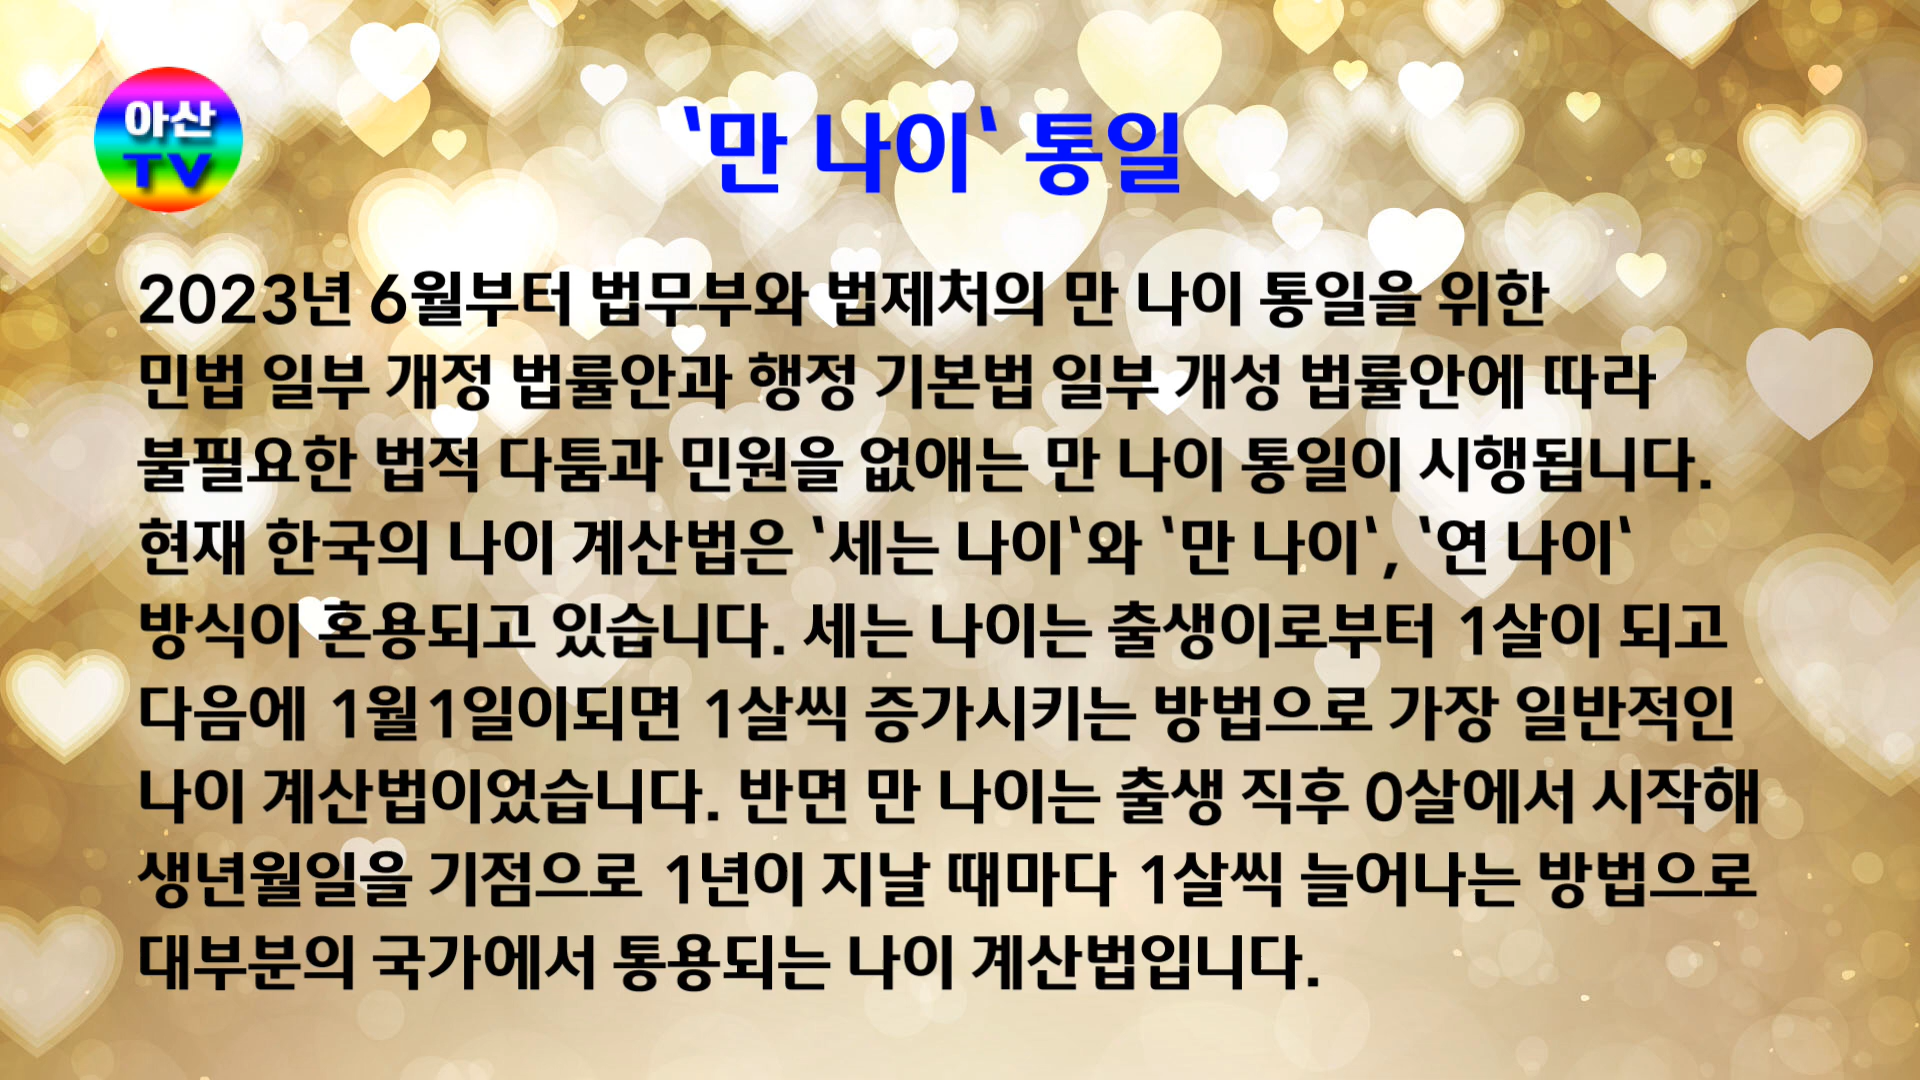 아산
TV
‘만 나이‘ 통일
2023년 6월부터 법무부와 법제처의 만 나이 통일을 위한
민법 일부 개정 법률안과 행정 기본법 일부 개성 법률안에 따라
불필요한 법적 다툼과 민원을 없애는 만 나이 통일이 시행됩니다.
현재 한국의 나이 계산법은 ‘세는 나이‘와 ‘만 나이‘, ‘연 나이‘
방식이 혼용되고 있습니다. 세는 나이는 출생이로부터 1살이 되고
다음에 1월1일이되면 1살씩 증가시키는 방법으로 가장 일반적인
나이 계산법이었습니다. 반면 만 나이는 출생 직후 0살에서 시작해
생년월일을 기점으로 1년이 지날 때마다 1살씩 늘어나는 방법으로
대부분의 국가에서 통용되는 나이 계산법입니다.